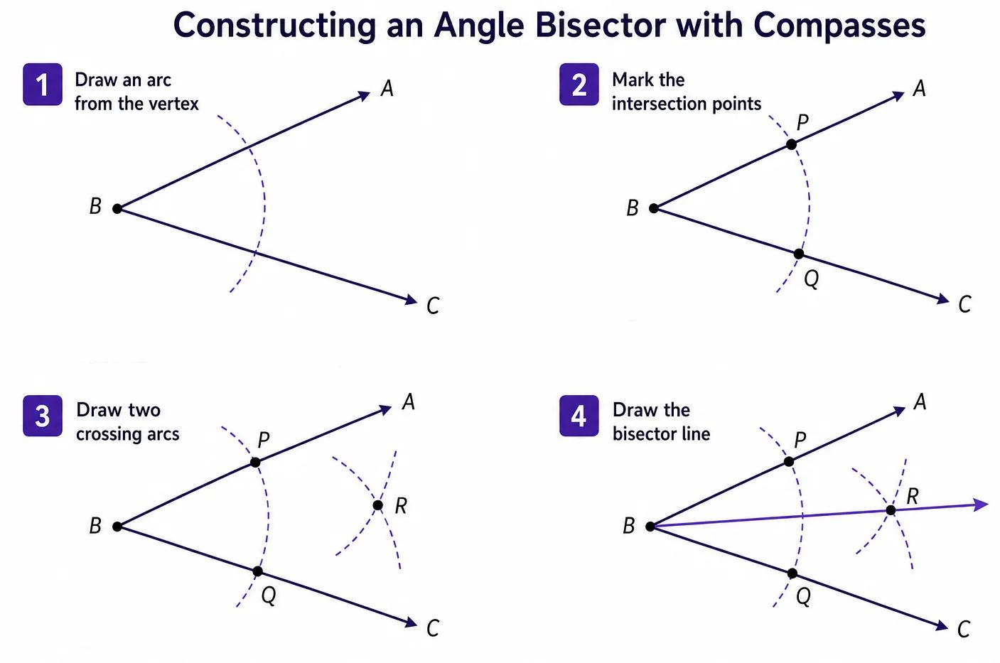 Constructing an Angle Bisector with Compasses
1
Draw an arc
from the vertex
A
B
C
2
Mark the
intersection points
A
P
B
Q
C
3
Draw two
crossing arcs
A
P
R
B
Q
C
4
Draw the
bisector line
A
P
R
B
Q
C